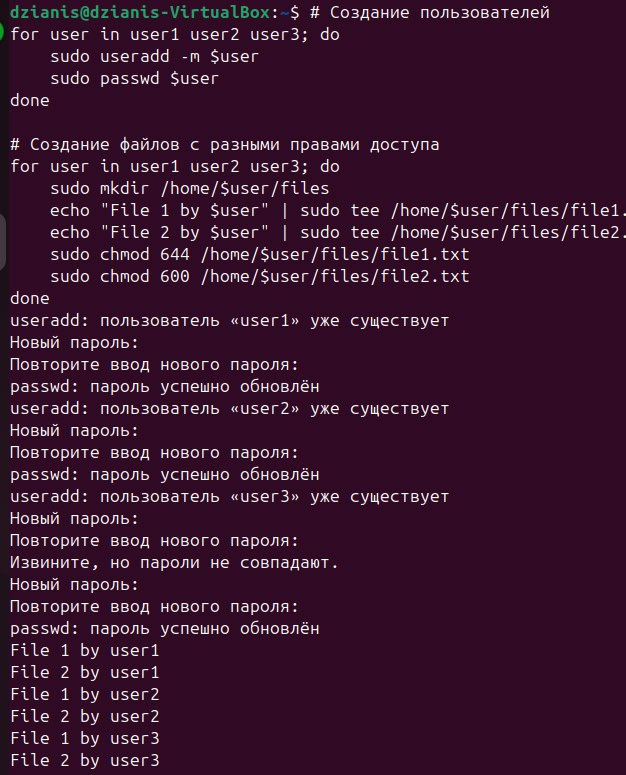 dzianis@dzianis-VirtualBox:~$ # Создание пользователей
for user in user1 user2 user3; do
    sudo useradd -m $user
    sudo passwd $user
done

# Создание файлов с разными правами доступа
for user in user1 user2 user3; do
    sudo mkdir /home/$user/files
    echo "File 1 by $user" | sudo tee /home/$user/files/file1.
    echo "File 2 by $user" | sudo tee /home/$user/files/file2.
    sudo chmod 644 /home/$user/files/file1.txt
    sudo chmod 600 /home/$user/files/file2.txt
done
useradd: пользователь «user1» уже существует
Новый пароль:
Повторите ввод нового пароля:
passwd: пароль успешно обновлён
useradd: пользователь «user2» уже существует
Новый пароль:
Повторите ввод нового пароля:
passwd: пароль успешно обновлён
useradd: пользователь «user3» уже существует
Новый пароль:
Повторите ввод нового пароля:
Извините, но пароли не совпадают.
Новый пароль:
Повторите ввод нового пароля:
passwd: пароль успешно обновлён
File 1 by user1
File 2 by user1
File 1 by user2
File 2 by user2
File 1 by user3
File 2 by user3